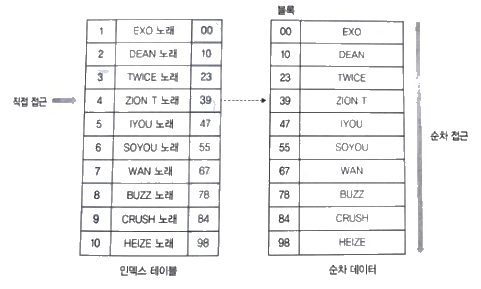 블록
1 EXO 노래 00
2 DEAN 노래 10
3 TWICE 노래 23
4 ZION T 노래 39
5 IYOU 노래 47
6 SOYOU 노래 55
7 WAN 노래 67
8 BUZZ 노래 78
9 CRUSH 노래 84
10 HEIZE 노래 98
직접 접근
인덱스 테이블
00 EXO
10 DEAN
23 TWICE
39 ZION T
47 IYOU
55 SOYOU
67 WAN
78 BUZZ
84 CRUSH
98 HEIZE
순차 접근
순차 데이터